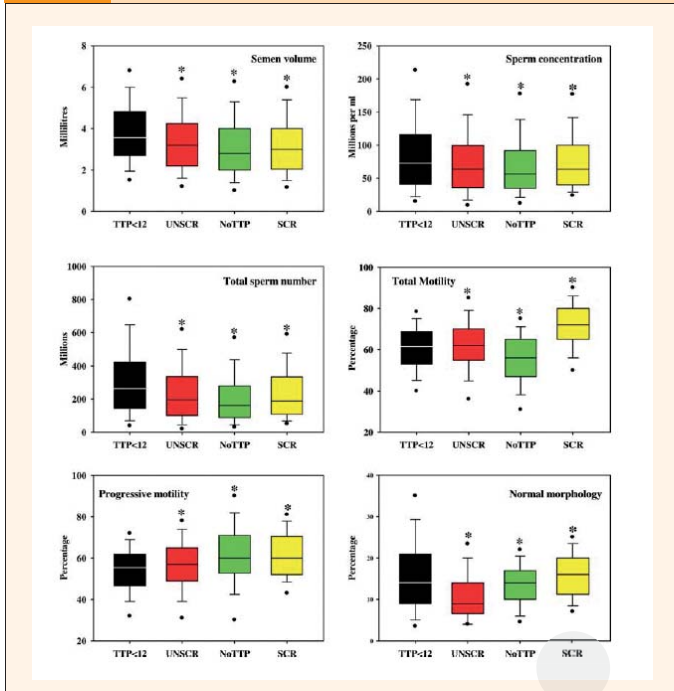 Semen volume
Millilitres
8
6
4
2
0
* * *
TTP<12 UNSCR NoTTP SCR
Sperm concentration
Millions per ml
250
200
150
100
50
0
* * *
TTP<12 UNSCR NoTTP SCR
Total sperm number
Millions
1000
800
600
400
200
0
* * *
TTP<12 UNSCR NoTTP SCR
Total Motility
Percentage
100
80
60
40
20
* * *
TTP<12 UNSCR NoTTP SCR
Progressive motility
Percentage
100
80
60
40
20
* * *
TTP<12 UNSCR NoTTP SCR
Normal morphology
Percentage
40
30
20
10
0
* * *
TTP<12 UNSCR NoTTP SCR